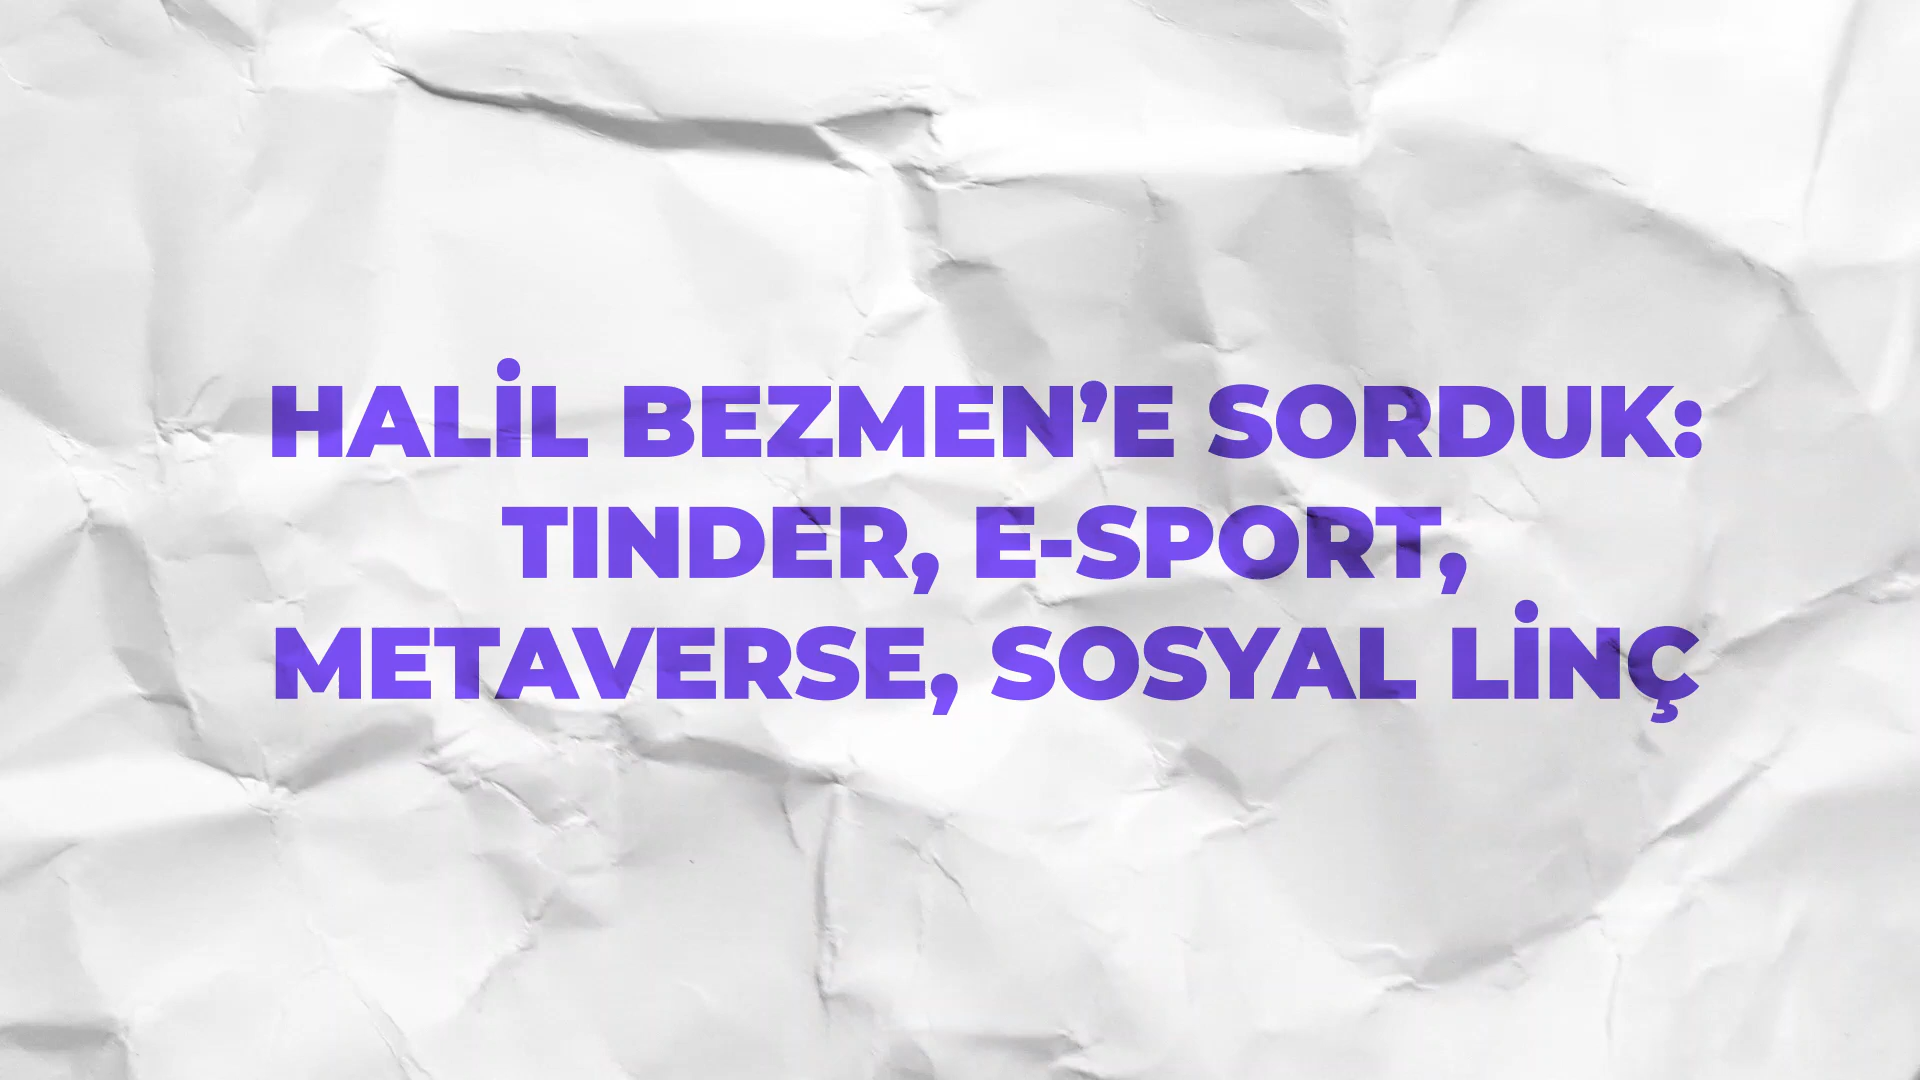 HALİL BEZMEN’E SORDUK:
TINDER, E-SPORT,
METAVERSE, SOSYAL LİNÇ